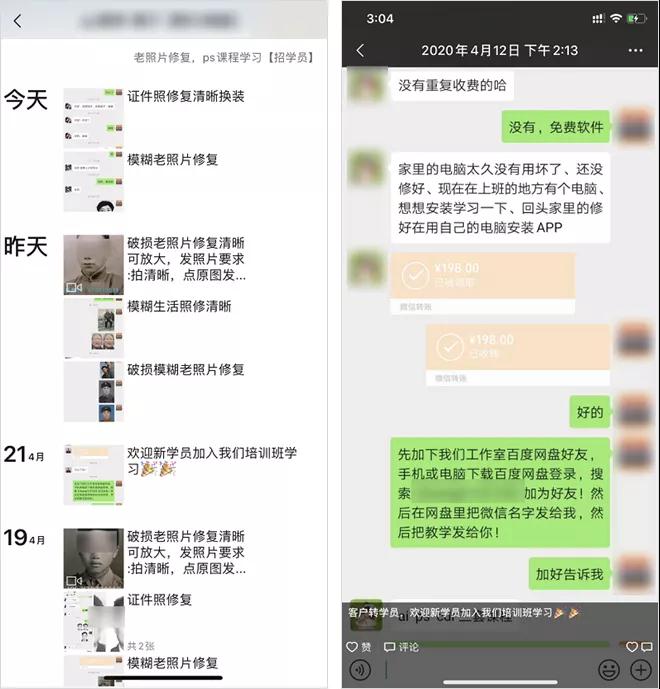 老照片修复，ps课程学习【招学员】
今天
证件照修复清晰换装
模糊老照片修复
昨天
破损老照片修复清晰
可放大，发照片要求
:拍清晰，点原图发...
模糊生活照修清晰
破损模糊老照片修复
21 4月
欢迎新学员加入我们培训班学
习🎉🎉
19 4月
破损老照片修复清晰
可放大，发照片要求
:拍清晰，点原图发...
证件照修复
共2张
模糊老照片修复
3:04
2020年4月12日 下午2:13
没有重复收费的哈
没有，免费软件
家里的电脑太久没有用坏了、还没
修好、现在在上班的地方有个电脑、
想想安装学习一下、回头家里的修
好在用自己的电脑安装APP
¥198.00
已被领取
微信转账
¥198.00
已收钱
微信转账
好的
先加下我们工作室百度网盘好友，
手机或电脑下载百度网盘登录，搜
索
加为好友！然
后在网盘里把微信名字发给我，然
后把教学发给你！
加好告诉我
客户转学员，欢迎新学员加入我们培训班学习🎉🎉
赞
评论